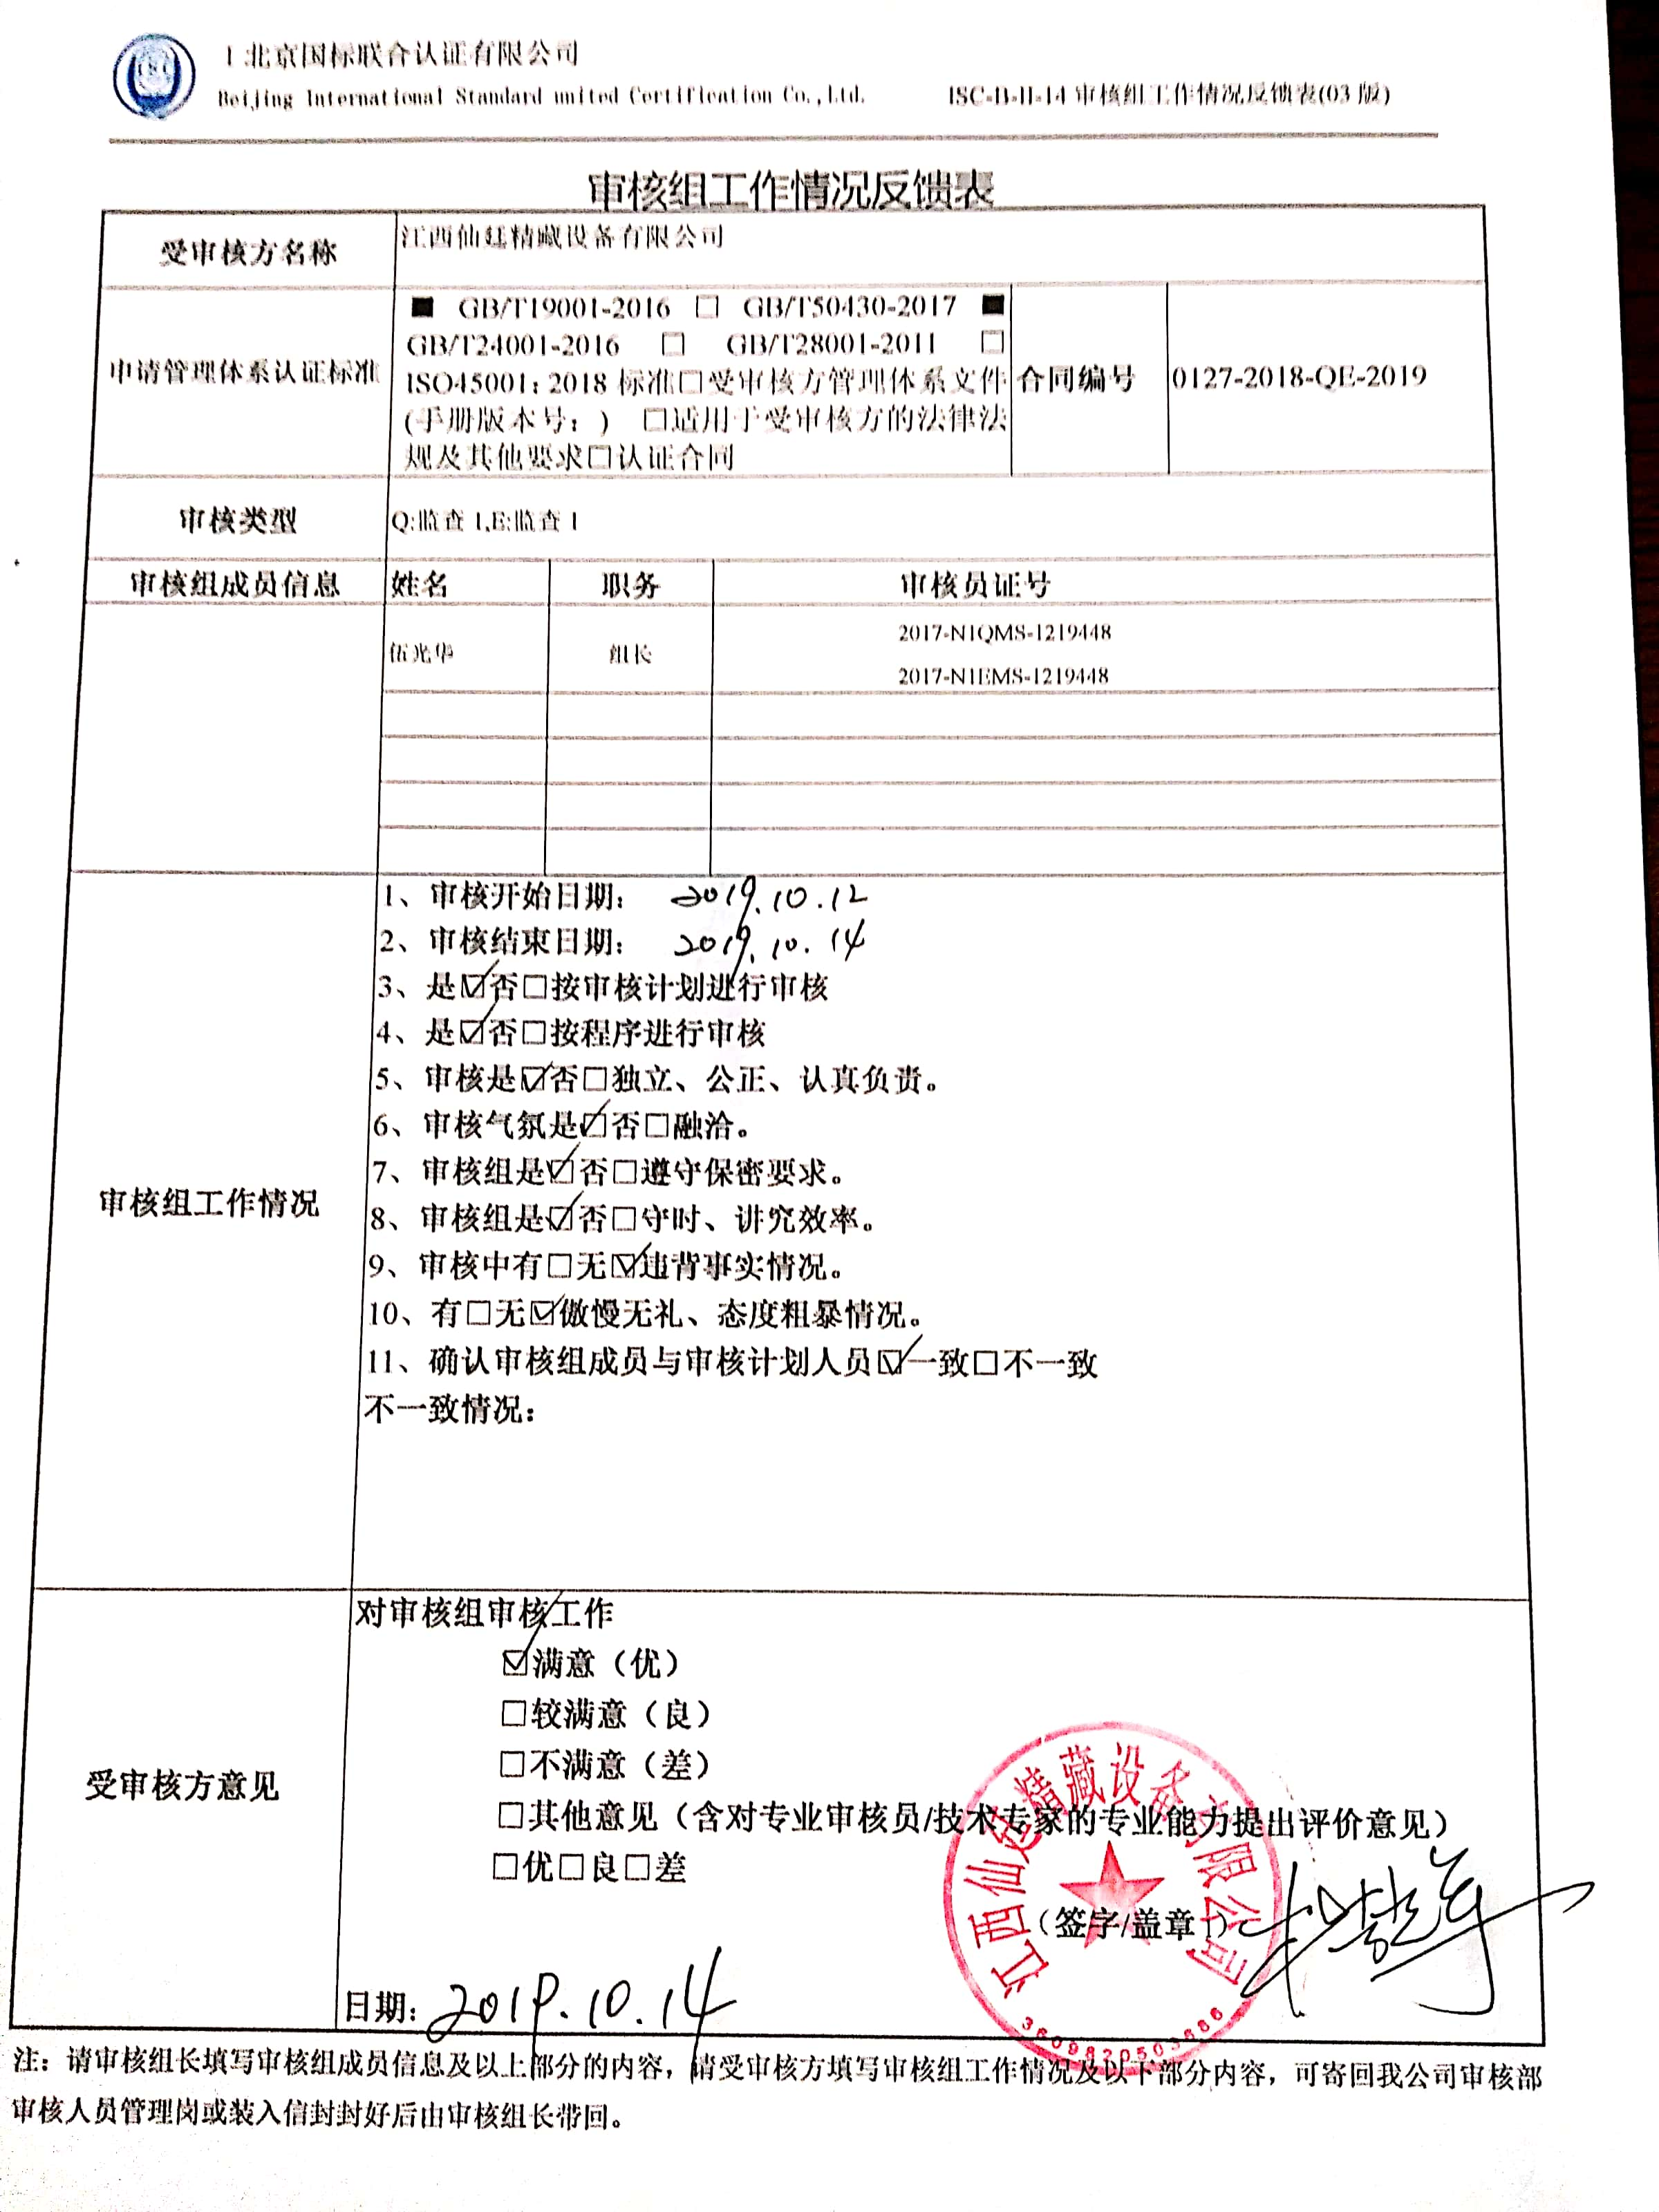 1 北京国标联合认证有限公司
Beijing International Standard united Certification Co.,Ltd. ISC-B-II-14 审核组工作情况反馈表(03 版)
审核组工作情况反馈表
受审核方名称 江西仙廷精藏设备有限公司
申请管理体系认证标准
■ GB/T19001-2016 □ GB/T50430-2017 ■
GB/T24001-2016 □ GB/T28001-2011 □
ISO45001:2018 标准□受审核方管理体系文件
(手册版本号：) □适用于受审核方的法律法
规及其他要求□认证合同
合同编号 0127-2018-QE-2019
审核类型 Q:监查 1,E:监查 1
审核组成员信息 姓名 职务 审核员证号
伍光华 组长 2017-N1QMS-1219448
2017-N1EMS-1219448
审核组工作情况
1、审核开始日期： 2019.10.12
2、审核结束日期： 2019.10.14
3、是☑否□按审核计划进行审核
4、是☑否□按程序进行审核
5、审核是☑否□独立、公正、认真负责。
6、审核气氛是☑否□融洽。
7、审核组是☑否□遵守保密要求。
8、审核组是☑否□守时、讲究效率。
9、审核中有□无☑违背事实情况。
10、有□无☑傲慢无礼、态度粗暴情况。
11、确认审核组成员与审核计划人员☑一致□不一致
不一致情况：
受审核方意见
对审核组审核工作
☑满意（优）
□较满意（良）
□不满意（差）
□其他意见（含对专业审核员/技术专家的专业能力提出评价意见）
□优□良□差
（签字/盖章）
江西仙廷精藏设备有限公司
日期：2019.10.14
注：请审核组长填写审核组成员信息及以上部分的内容，请受审核方填写审核组工作情况及以下部分内容，可寄回我公司审核部
审核人员管理岗或装入信封封好后由审核组长带回。